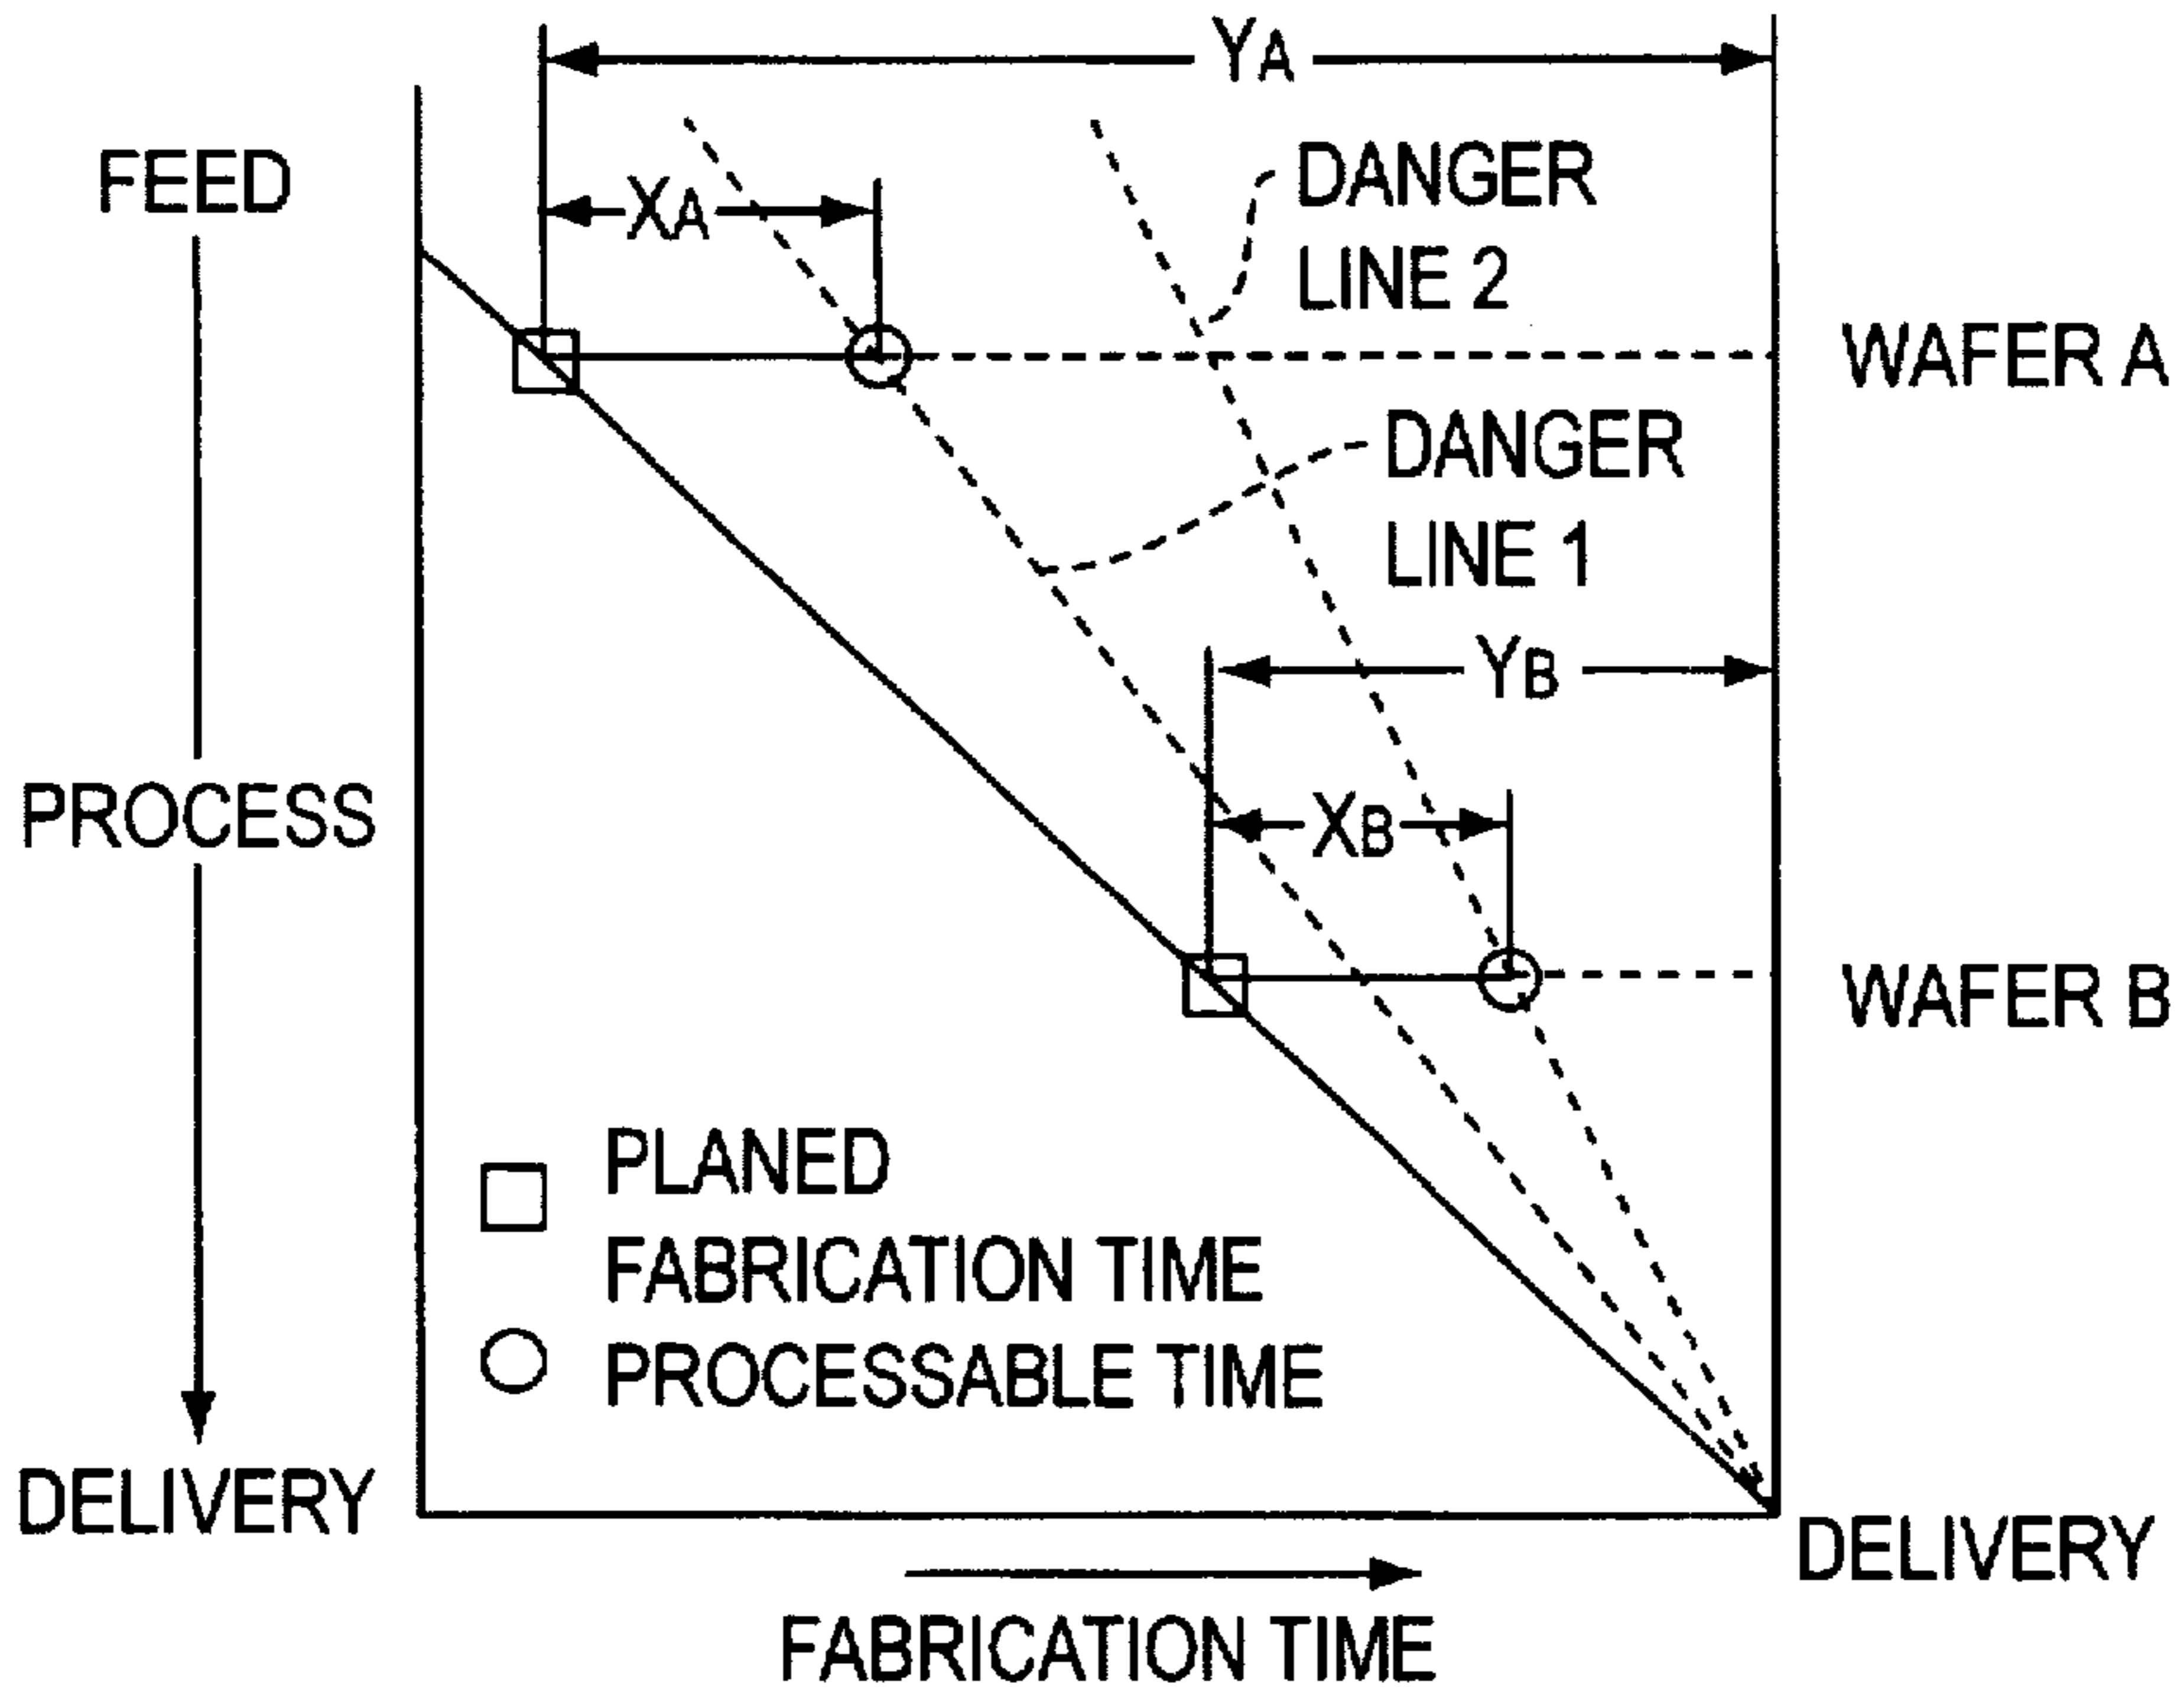 YA
FEED
XA
DANGER
LINE 2
WAFER A
DANGER
LINE 1
YB
PROCESS
XB
WAFER B
PLANED
FABRICATION TIME
PROCESSABLE TIME
DELIVERY
DELIVERY
FABRICATION TIME